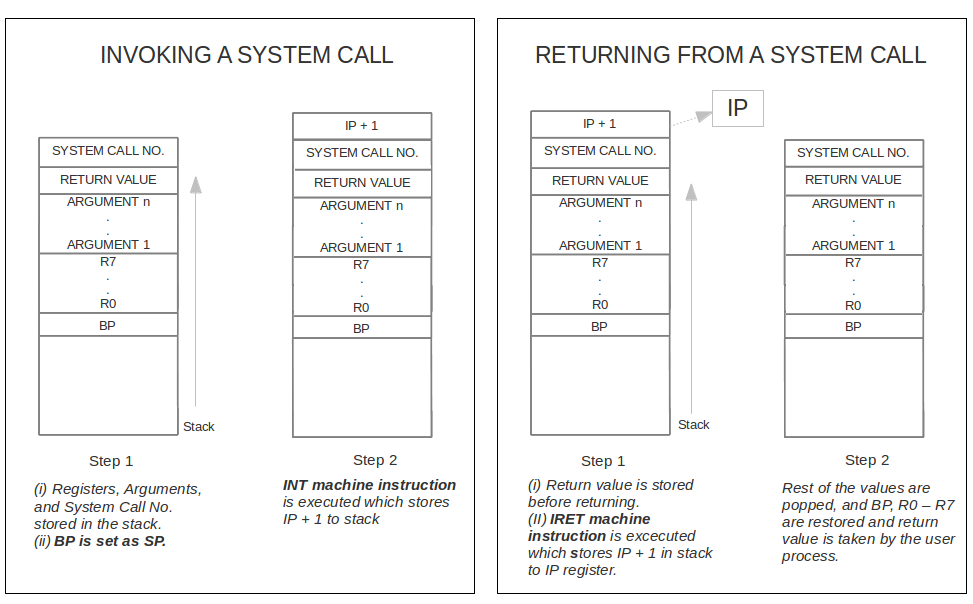 INVOKING A SYSTEM CALL
SYSTEM CALL NO.
RETURN VALUE
ARGUMENT n
.
.
ARGUMENT 1
R7
.
.
R0
BP
Stack
Step 1
(i) Registers, Arguments,
and System Call No.
stored in the stack.
(ii) BP is set as SP.
IP + 1
SYSTEM CALL NO.
RETURN VALUE
ARGUMENT n
.
.
ARGUMENT 1
R7
.
.
R0
BP
Step 2
INT machine instruction
is executed which stores
IP + 1 to stack
RETURNING FROM A SYSTEM CALL
IP + 1
IP
SYSTEM CALL NO.
RETURN VALUE
ARGUMENT n
.
.
ARGUMENT 1
R7
.
.
R0
BP
Stack
Step 1
(i) Return value is stored
before returning.
(II) IRET machine
instruction is excecuted
which stores IP + 1 in stack
to IP register.
SYSTEM CALL NO.
RETURN VALUE
ARGUMENT n
.
.
ARGUMENT 1
R7
.
.
R0
BP
Step 2
Rest of the values are
popped, and BP, R0 – R7
are restored and return
value is taken by the user
process.